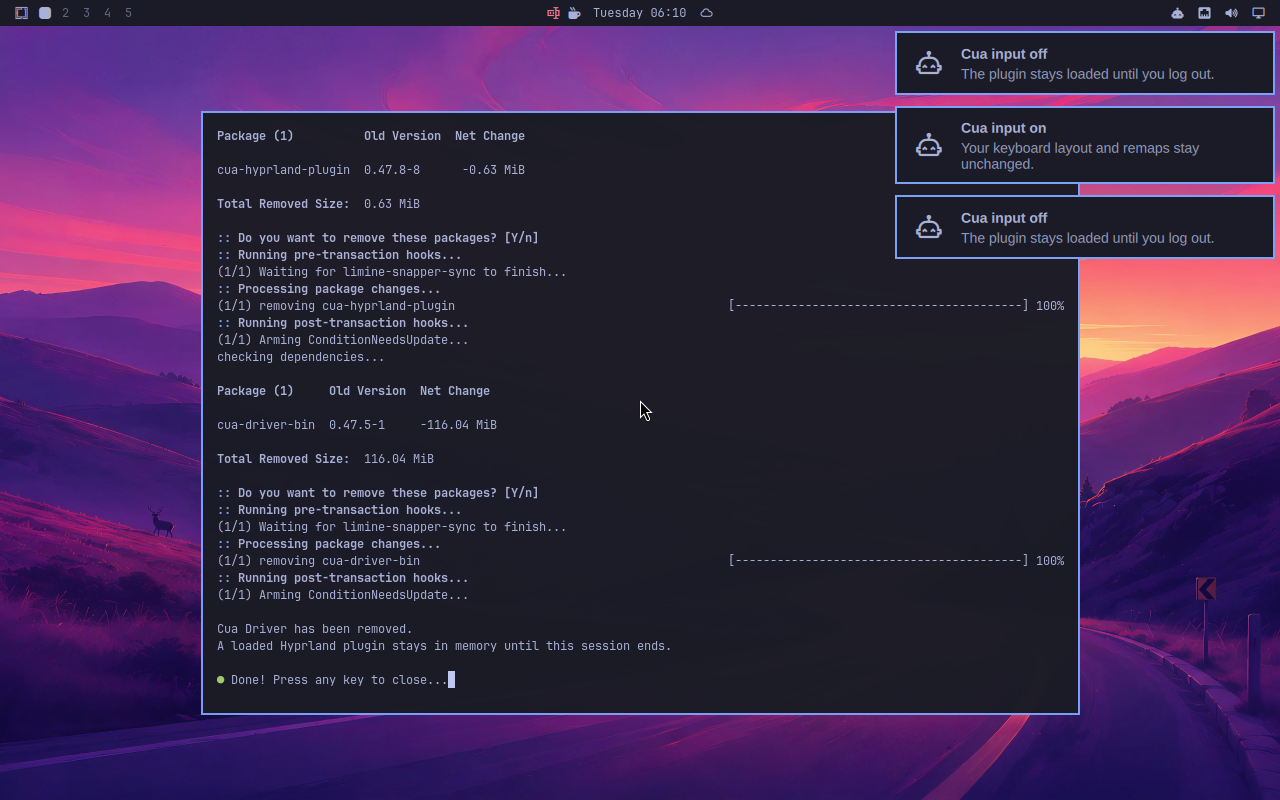 2 3 4 5
Tuesday 06:10
Cua input off
The plugin stays loaded until you log out.
Cua input on
Your keyboard layout and remaps stay
unchanged.
Cua input off
The plugin stays loaded until you log out.
Package (1)          Old Version  Net Change
cua-hyprland-plugin  0.47.8-8      -0.63 MiB
Total Removed Size:  0.63 MiB
:: Do you want to remove these packages? [Y/n]
:: Running pre-transaction hooks...
(1/1) Waiting for limine-snapper-sync to finish...
:: Processing package changes...
(1/1) removing cua-hyprland-plugin [-----------------------------------------] 100%
:: Running post-transaction hooks...
(1/1) Arming ConditionNeedsUpdate...
checking dependencies...
Package (1)     Old Version  Net Change
cua-driver-bin  0.47.5-1     -116.04 MiB
Total Removed Size:  116.04 MiB
:: Do you want to remove these packages? [Y/n]
:: Running pre-transaction hooks...
(1/1) Waiting for limine-snapper-sync to finish...
:: Processing package changes...
(1/1) removing cua-driver-bin [-----------------------------------------] 100%
:: Running post-transaction hooks...
(1/1) Arming ConditionNeedsUpdate...
Cua Driver has been removed.
A loaded Hyprland plugin stays in memory until this session ends.
● Done! Press any key to close...